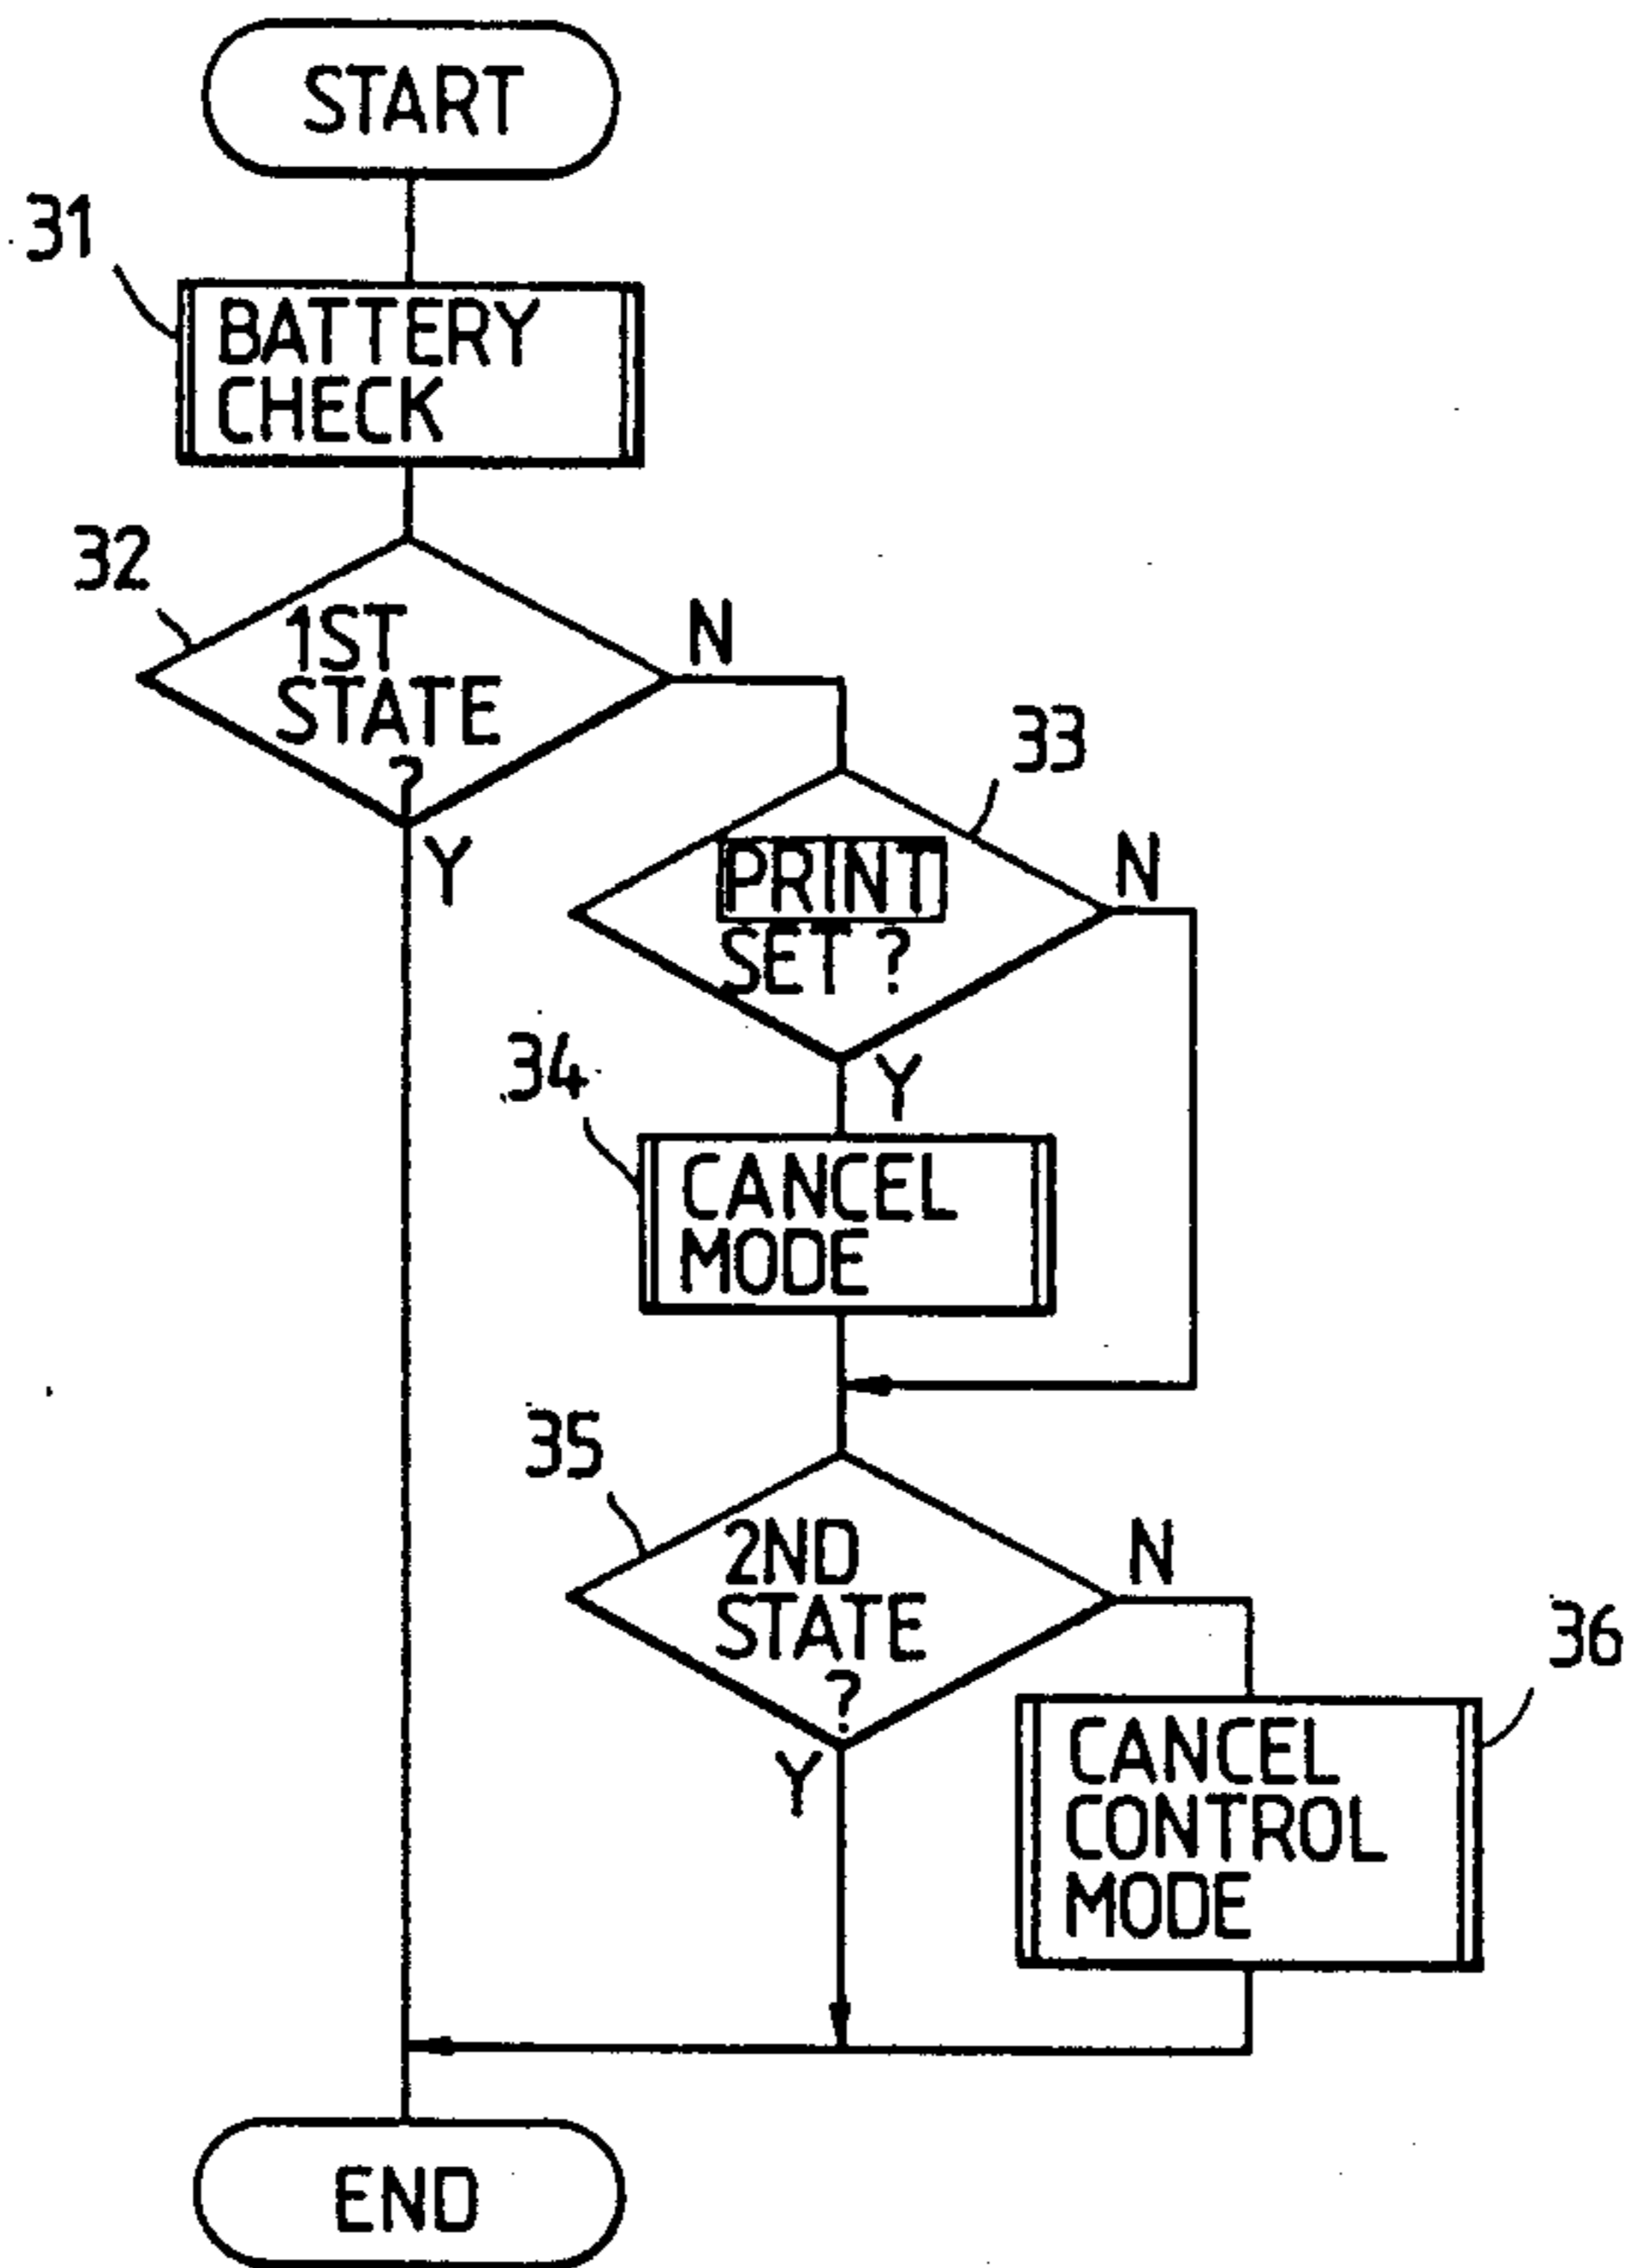 START
31
BATTERY
CHECK
32
1ST
STATE
?
N
Y
33
PRINT
SET ?
N
34
Y
CANCEL
MODE
35
2ND
STATE
?
N
Y
36
CANCEL
CONTROL
MODE
END